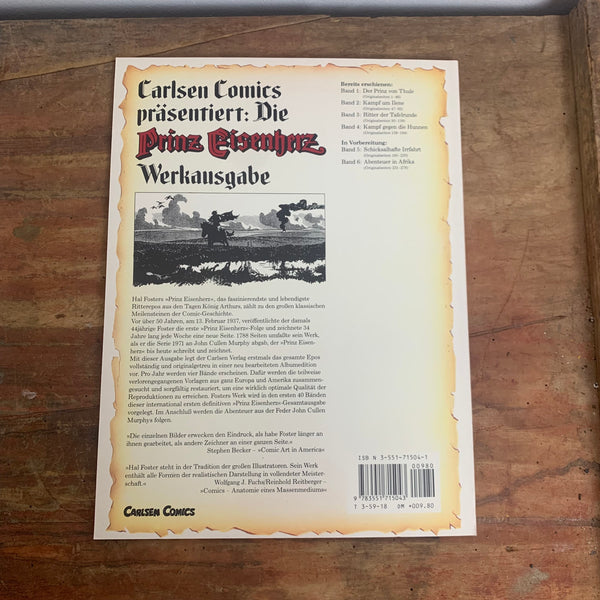 Carlsen Comics
präsentiert: Die
Prinz Eisenherz
Werkausgabe
Hal Fosters »Prinz Eisenherz«, das faszinierendste und lebendigste
Ritterepos aus den Tagen König Arthurs, zählt zu den großen klassischen
Meilensteinen der Comic-Geschichte.
Vor über 50 Jahren, am 13. Februar 1937, veröffentlichte der damals
44jährige Foster die erste »Prinz Eisenherz«-Folge und zeichnete 34
Jahre lang jede Woche eine neue Seite. 1788 Seiten umfaßte sein Werk,
als er die Serie 1971 an John Cullen Murphy abgab, der »Prinz Eisen-
herz« bis heute schreibt und zeichnet.
Mit dieser Ausgabe legt der Carlsen Verlag erstmals das gesamte Epos
vollständig und originalgetreu in einer neu bearbeiteten Albumedition
vor. Pro Jahr werden vier Bände erscheinen. Dafür werden die teilweise
verlorengegangenen Vorlagen aus ganz Europa und Amerika zusammen-
gesucht und sorgfältig restauriert, um eine wirklich optimale Qualität der
Reproduktionen zu erreichen. Fosters Werk wird in den ersten 40 Bänden
dieser international ersten definitiven »Prinz Eisenherz«-Gesamtausgabe
vorgelegt. Im Anschluß werden die Abenteuer aus der Feder John Cullen
Murphys folgen.
»Die einzelnen Bilder erwecken den Eindruck, als habe Foster länger an
ihnen gearbeitet, als andere Zeichner an einer ganzen Seite.«
Stephen Becker – »Comic Art in America«
»Hal Foster steht in der Tradition der großen Illustratoren. Sein Werk
enthält alle Formen der realistischen Darstellung in vollendeter Meister-
schaft.«
Wolfgang J. Fuchs/Reinhold Reitberger –
»Comics – Anatomie eines Massenmediums«
CARLSEN COMICS
Bereits erschienen:
Band 1: Der Prinz von Thule
Band 2: Kampf um Ilene
Band 3: Ritter der Tafelrunde
Band 4: Kampf gegen die Hunnen
In Vorbereitung:
Band 5: Schicksalhafte Irrfahrt
Band 6: Abenteuer in Afrika
ISBN 3-551-71504-1
00980
9 783551 715043
T 3-59-18 DM +009.80